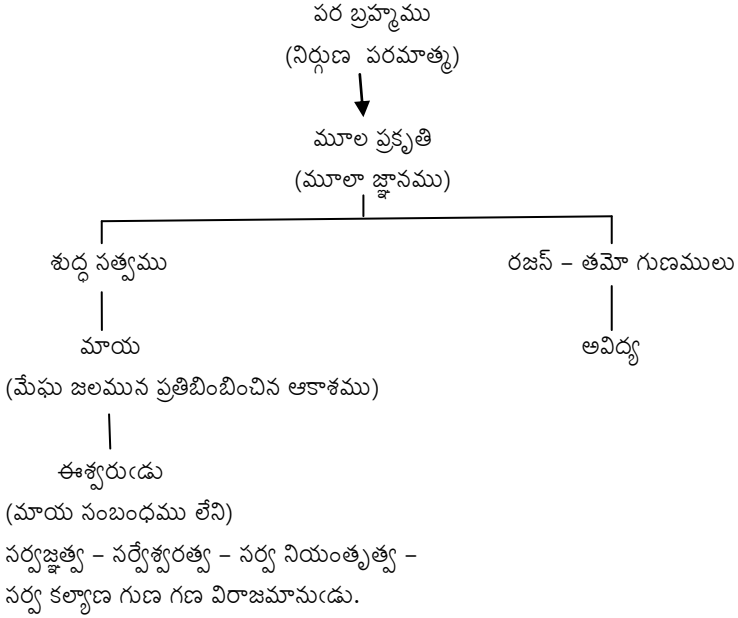 పర బ్రహ్మము
(నిర్గుణ పరమాత్మ)
మూల ప్రకృతి
(మూలా జ్ఞానము)
శుద్ధ సత్వము
రజస్ – తమో గుణములు
మాయ
అవిద్య
(మేఘ జలమున ప్రతిబింబించిన ఆకాశము)
ఈశ్వరుఁడు
(మాయ సంబంధము లేని)
సర్వజ్ఞత్వ – సర్వేశ్వరత్వ – సర్వ నియంతృత్వ –
సర్వ కల్యాణ గుణ గణ విరాజమానుఁడు.